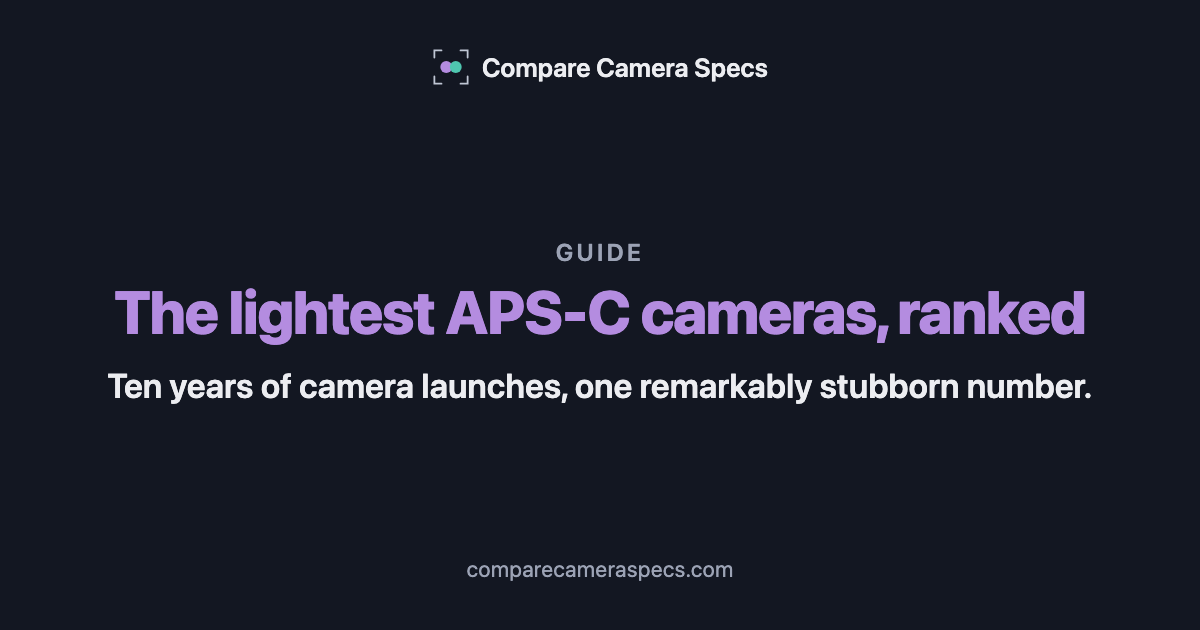 Compare Camera Specs
GUIDE
The lightest APS-C cameras, ranked
Ten years of camera launches, one remarkably stubborn number.
comparecameraspecs.com